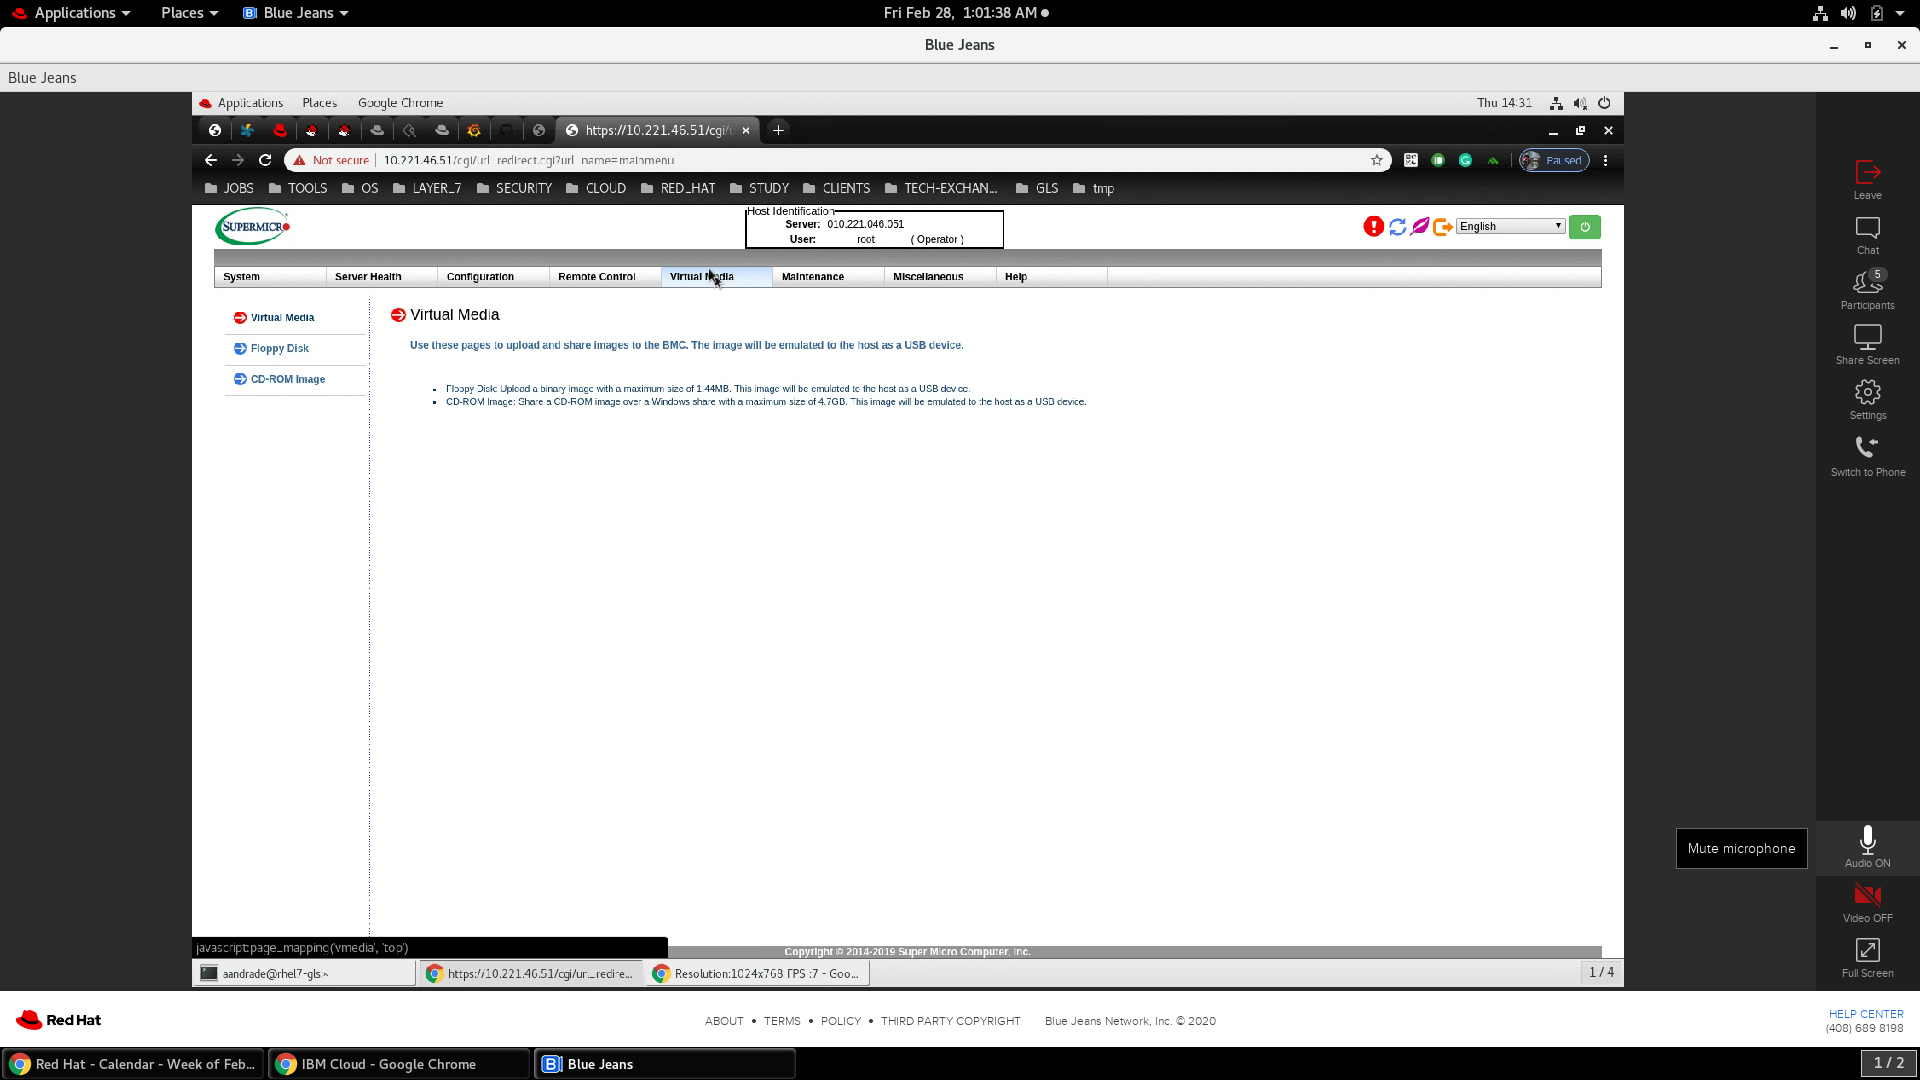 Applications Places Blue Jeans Fri Feb 28, 1:01:38 AM
Blue Jeans
Blue Jeans
Applications Places Google Chrome Thu 14:31
https://10.221.46.51/cgi/u
Not secure 10.221.46.51/cgi/url_redirect.cgi?url_name=mainmenu Paused
JOBS TOOLS OS LAYER_7 SECURITY CLOUD RED_HAT STUDY CLIENTS TECH-EXCHAN... GLS tmp
SUPERMICR
Host Identification
Server: 010.221.046.051
User: root ( Operator )
English
System Server Health Configuration Remote Control Virtual Media Maintenance Miscellaneous Help
Virtual Media
Floppy Disk
CD-ROM Image
Virtual Media
Use these pages to upload and share images to the BMC. The image will be emulated to the host as a USB device.
Floppy Disk: Upload a binary image with a maximum size of 1.44MB. This image will be emulated to the host as a USB device.
CD-ROM Image: Share a CD-ROM image over a Windows share with a maximum size of 4.7GB. This image will be emulated to the host as a USB device.
Leave
Chat
5
Participants
Share Screen
Settings
Switch to Phone
Mute microphone
Audio ON
Video OFF
Full Screen
javascript:page_mapping('vmedia', 'top')
Copyright © 2014-2019 Super Micro Computer, Inc.
aandrade@rhel7-gls:~ https://10.221.46.51/cgi/url_redire... Resolution:1024x768 FPS :7 - Goo... 1 / 4
Red Hat
ABOUT • TERMS • POLICY • THIRD PARTY COPYRIGHT Blue Jeans Network, Inc. © 2020
HELP CENTER
(408) 689 8198
Red Hat - Calendar - Week of Feb... IBM Cloud - Google Chrome Blue Jeans 1 / 2